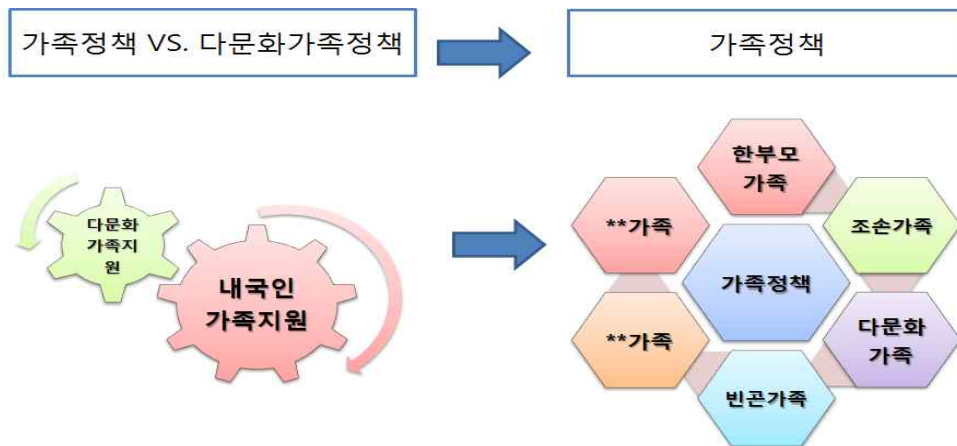 가족정책 VS. 다문화가족정책
가족정책
다문화
가족지
원
내국인
가족지원
한부모
가족
**가족
조손가족
가족정책
**가족
다문화
가족
빈곤가족